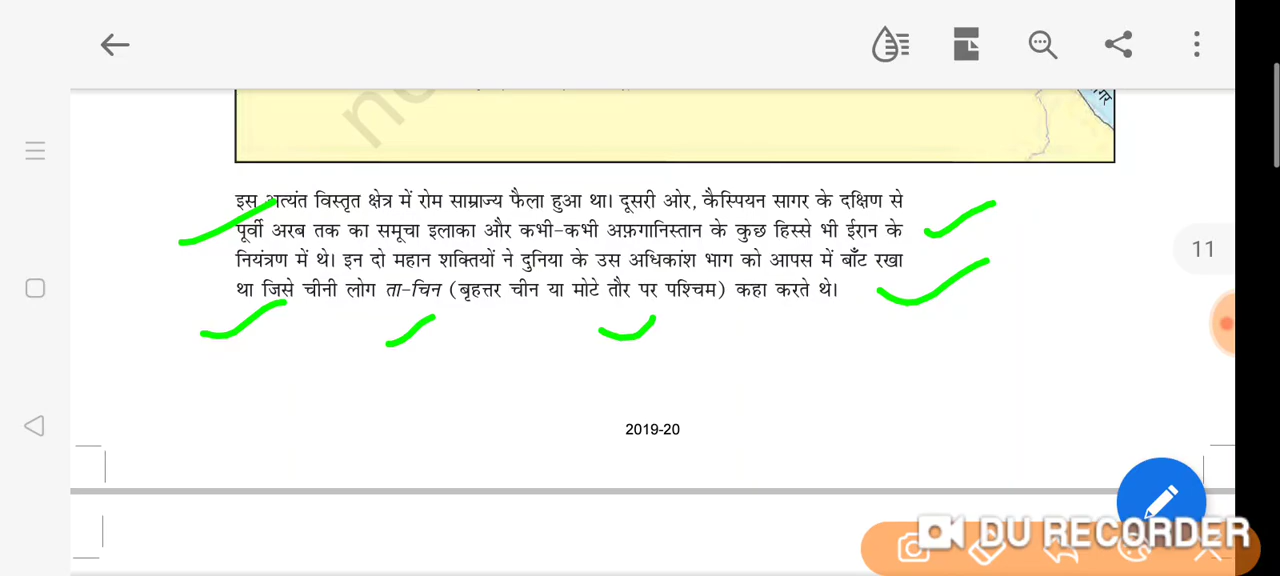 इस अत्यंत विस्तृत क्षेत्र में रोम साम्राज्य फैला हुआ था। दूसरी ओर, कैस्पियन सागर के दक्षिण से
पूर्वी अरब तक का समूचा इलाका और कभी-कभी अफ़गानिस्तान के कुछ हिस्से भी ईरान के
नियंत्रण में थे। इन दो महान शक्तियों ने दुनिया के उस अधिकांश भाग को आपस में बाँट रखा
था जिसे चीनी लोग ता-चिन (बृहत्तर चीन या मोटे तौर पर पश्चिम) कहा करते थे।
11
2019-20
DU RECORDER